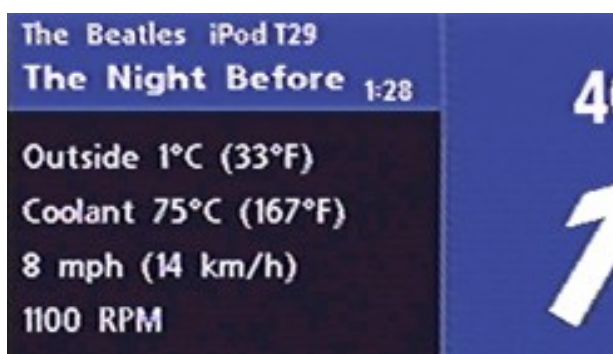 The Beatles iPod T29
The Night Before 1:28
Outside 1°C (33°F)
Coolant 75°C (167°F)
8 mph (14 km/h)
1100 RPM